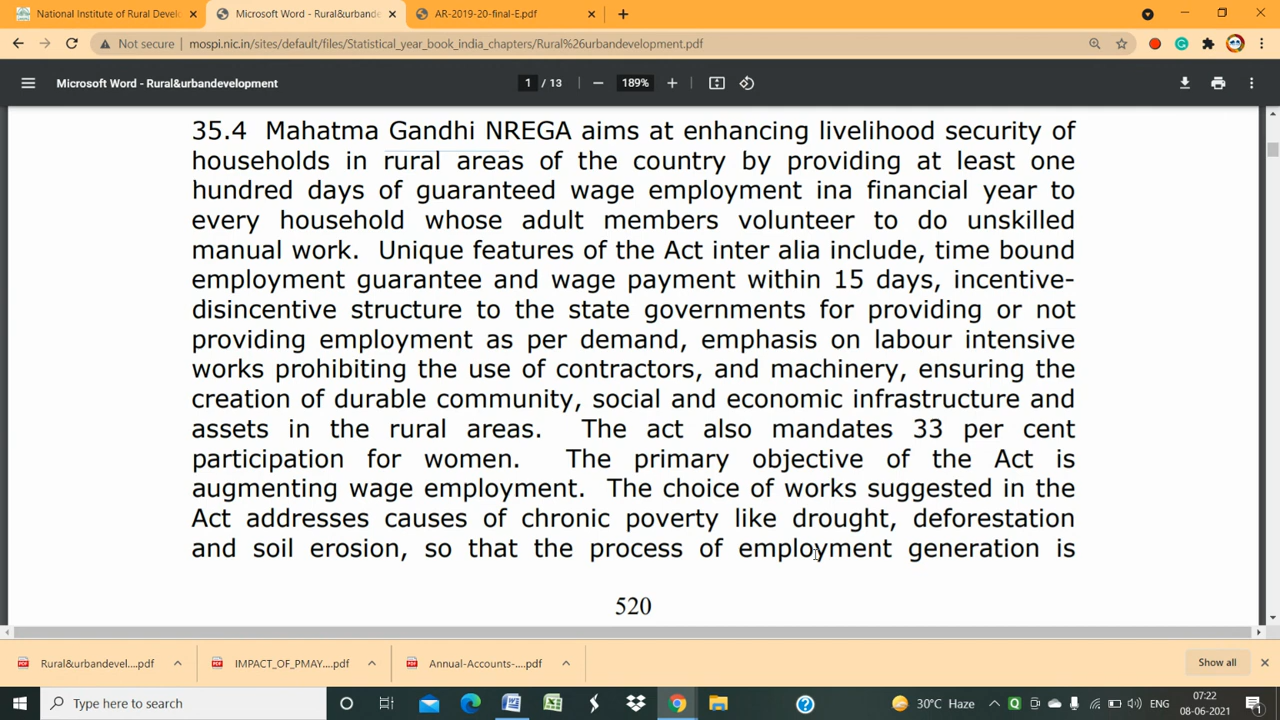 National Institute of Rural Develo
Microsoft Word - Rural&urbande
AR-2019-20-final-E.pdf
Not secure
mospi.nic.in/sites/default/files/Statistical_year_book_india_chapters/Rural%26urbandevelopment.pdf
Microsoft Word - Rural&urbandevelopment
1 / 13
189%
35.4 Mahatma Gandhi NREGA aims at enhancing livelihood security of
households in rural areas of the country by providing at least one
hundred days of guaranteed wage employment ina financial year to
every household whose adult members volunteer to do unskilled
manual work. Unique features of the Act inter alia include, time bound
employment guarantee and wage payment within 15 days, incentive-
disincentive structure to the state governments for providing or not
providing employment as per demand, emphasis on labour intensive
works prohibiting the use of contractors, and machinery, ensuring the
creation of durable community, social and economic infrastructure and
assets in the rural areas. The act also mandates 33 per cent
participation for women. The primary objective of the Act is
augmenting wage employment. The choice of works suggested in the
Act addresses causes of chronic poverty like drought, deforestation
and soil erosion, so that the process of employment generation is
520
Rural&urbandevel....pdf
IMPACT_OF_PMAY....pdf
Annual-Accounts-....pdf
Show all
Type here to search
30°C Haze
ENG
07:22
08-06-2021